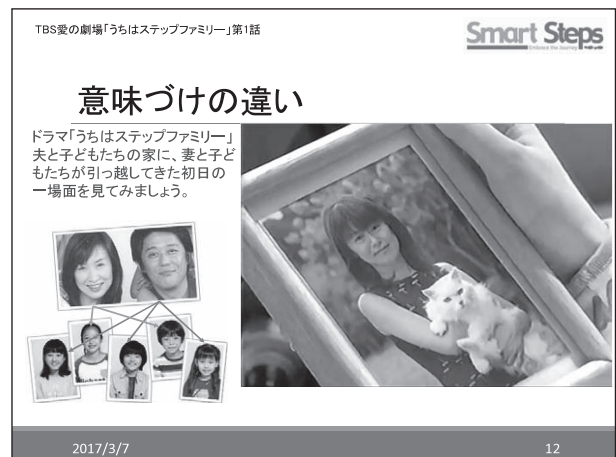 TBS愛の劇場「うちはステップファミリー」第1話
Smart Steps
Embrace the Journey
意味づけの違い
ドラマ「うちはステップファミリー」
夫と子どもたちの家に、妻と子ど
もたちが引っ越してきた初日の
一場面を見てみましょう。
2017/3/7
12